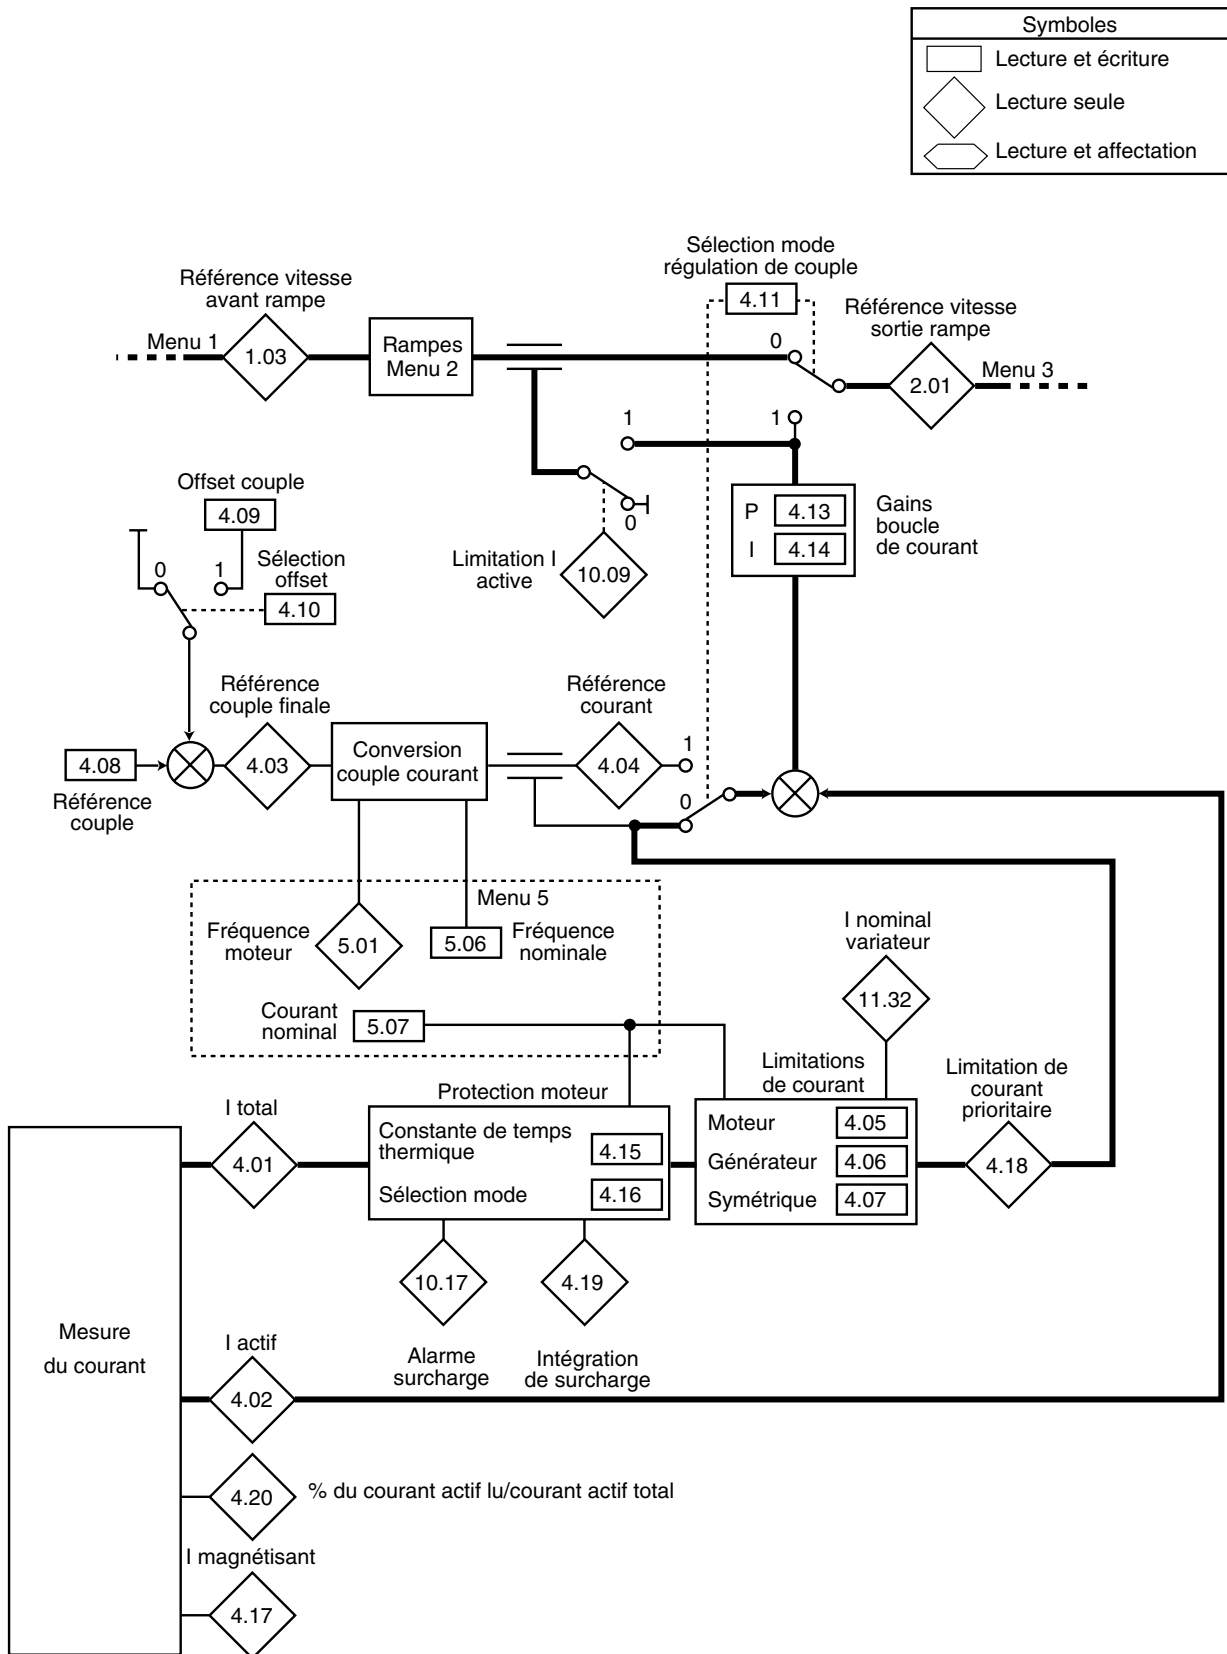 Symboles
Lecture et écriture
Lecture seule
Lecture et affectation
Sélection mode
régulation de couple
4.11
Référence vitesse
avant rampe
Menu 1
1.03
Rampes
Menu 2
0
Référence vitesse
sortie rampe
2.01
Menu 3
1
1
0
Limitation I
active
10.09
P
4.13
I
4.14
Gains
boucle
de courant
Offset couple
4.09
0
1
Sélection
offset
4.10
4.08
Référence
couple
Référence
couple finale
4.03
Conversion
couple courant
Référence
courant
4.04
1
0
Menu 5
Fréquence
moteur
5.01
5.06
Fréquence
nominale
Courant
nominal
5.07
I nominal
variateur
11.32
Protection moteur
Constante de temps
thermique
4.15
Sélection mode
4.16
Limitations
de courant
Moteur
4.05
Générateur
4.06
Symétrique
4.07
Limitation de
courant
prioritaire
4.18
I total
4.01
10.17
Alarme
surcharge
4.19
Intégration
de surcharge
Mesure
du courant
I actif
4.02
4.20
% du courant actif lu/courant actif total
I magnétisant
4.17